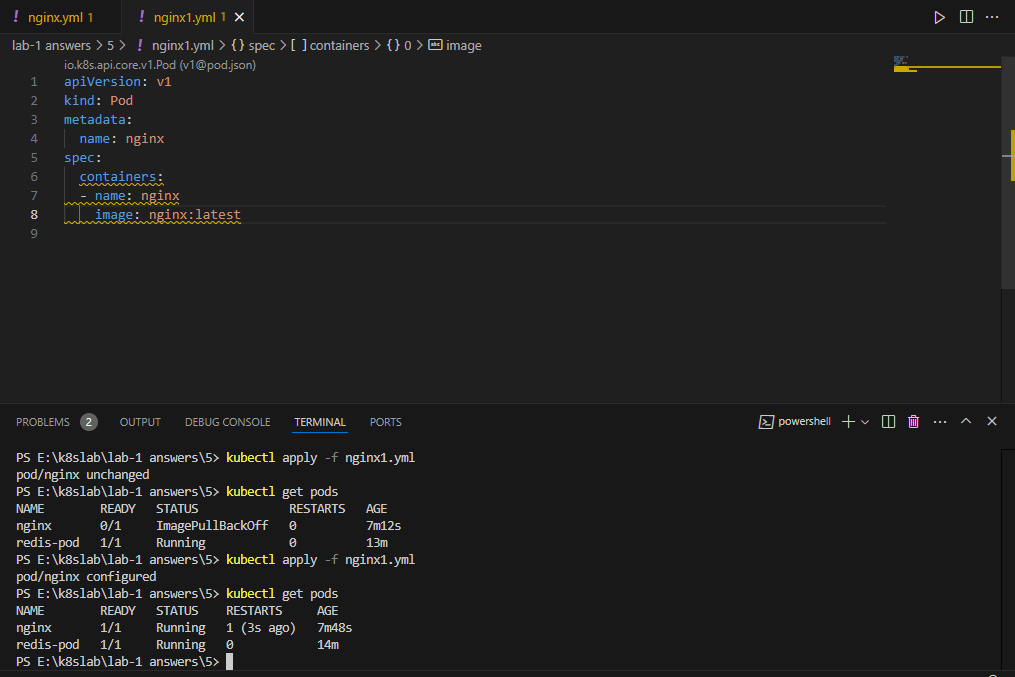 ! nginx.yml 1 ! nginx1.yml 1
lab-1 answers > 5 > ! nginx1.yml > {} spec > [ ] containers > {} 0 > abc image
io.k8s.api.core.v1.Pod (v1@pod.json)
1 apiVersion: v1
2 kind: Pod
3 metadata:
4   name: nginx
5 spec:
6   containers:
7   - name: nginx
8     image: nginx:latest
9
PROBLEMS 2 OUTPUT DEBUG CONSOLE TERMINAL PORTS powershell
PS E:\k8slab\lab-1 answers\5> kubectl apply -f nginx1.yml
pod/nginx unchanged
PS E:\k8slab\lab-1 answers\5> kubectl get pods
NAME        READY   STATUS             RESTARTS   AGE
nginx       0/1     ImagePullBackOff   0          7m12s
redis-pod   1/1     Running            0          13m
PS E:\k8slab\lab-1 answers\5> kubectl apply -f nginx1.yml
pod/nginx configured
PS E:\k8slab\lab-1 answers\5> kubectl get pods
NAME        READY   STATUS    RESTARTS     AGE
nginx       1/1     Running   1 (3s ago)   7m48s
redis-pod   1/1     Running   0            14m
PS E:\k8slab\lab-1 answers\5>